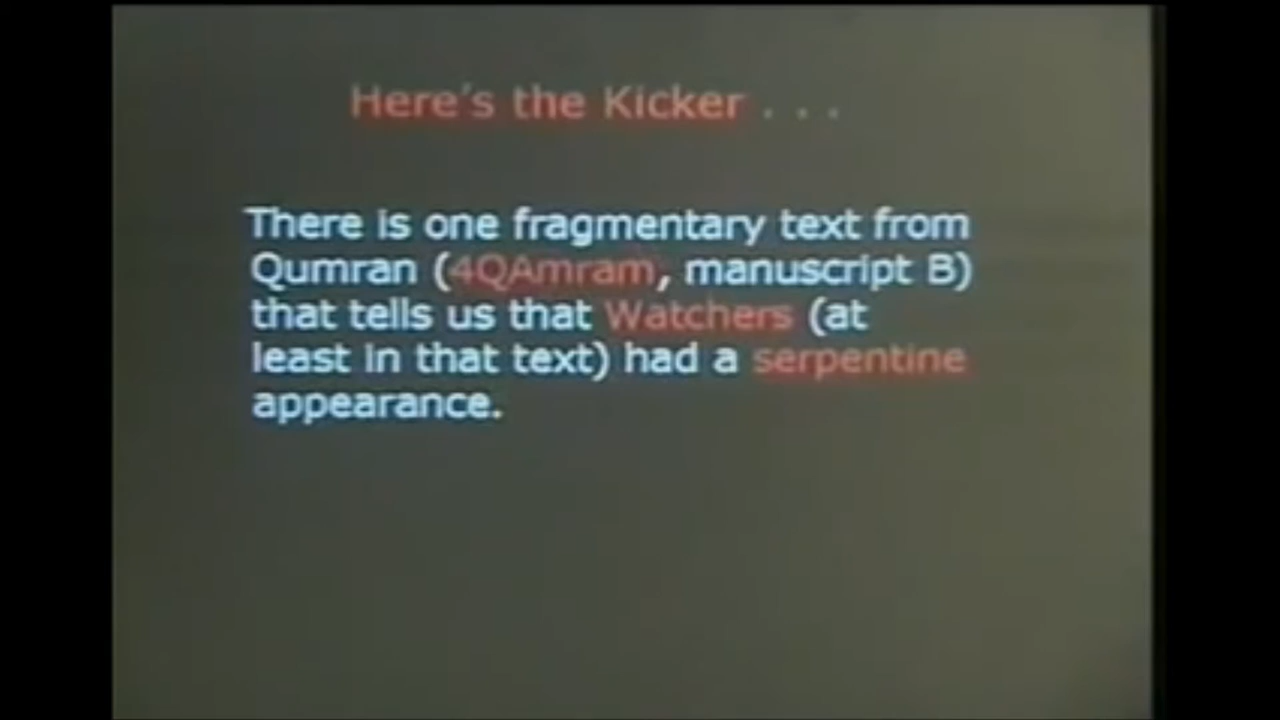 Here's the Kicker . . .
There is one fragmentary text from
Qumran (4QAmram, manuscript B)
that tells us that Watchers (at
least in that text) had a serpentine
appearance.